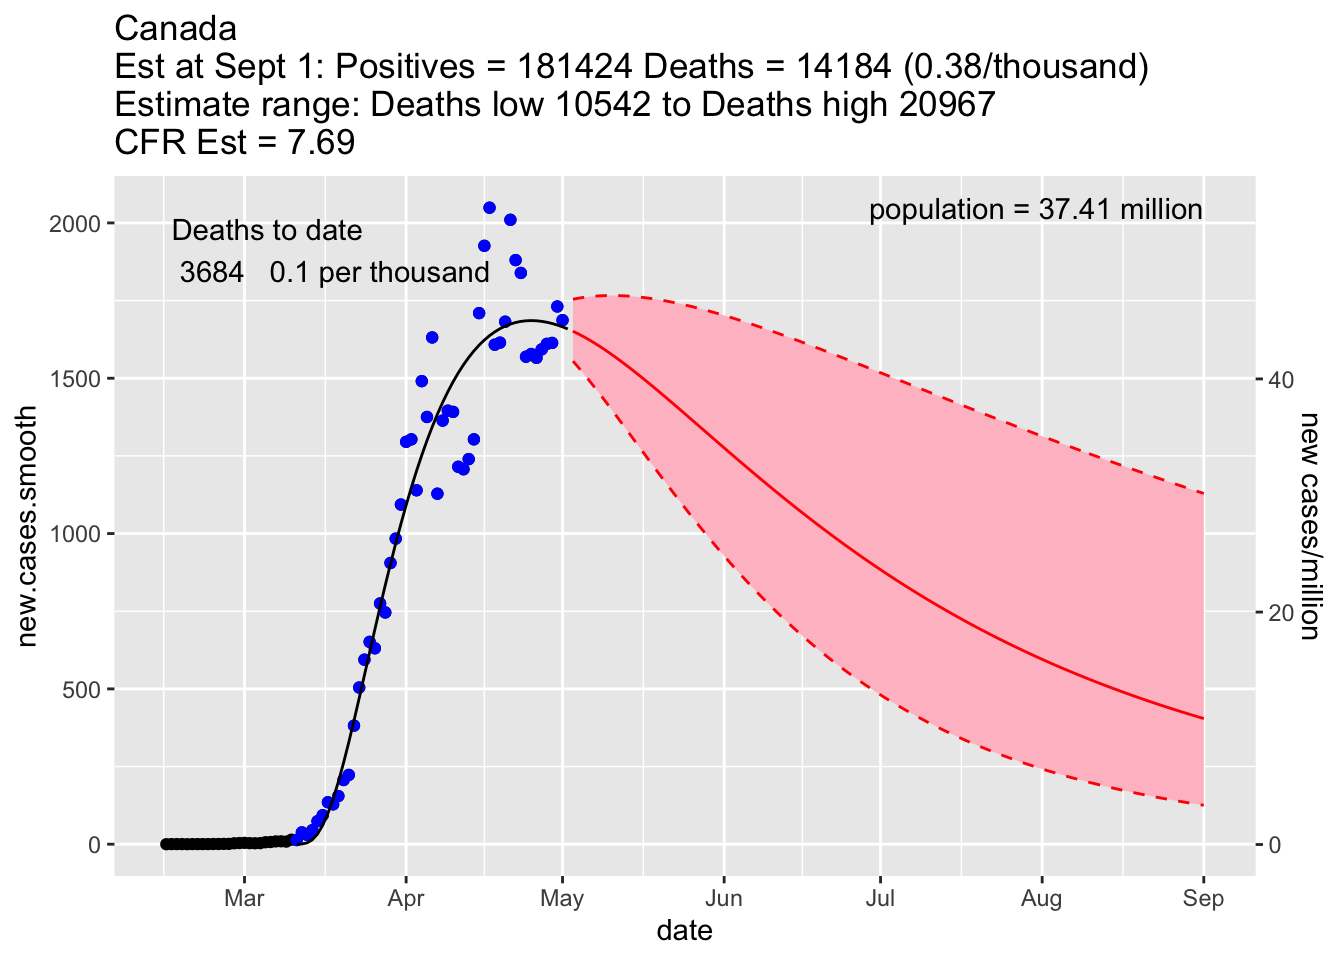 Canada
Est at Sept 1: Positives = 181424 Deaths = 14184 (0.38/thousand)
Estimate range: Deaths low 10542 to Deaths high 20967
CFR Est = 7.69
population = 37.41 million
Deaths to date
3684 0.1 per thousand
new.cases.smooth
2000
1500
1000
500
0
40
20
0
new cases/million
Mar Apr May Jun Jul Aug Sep
date